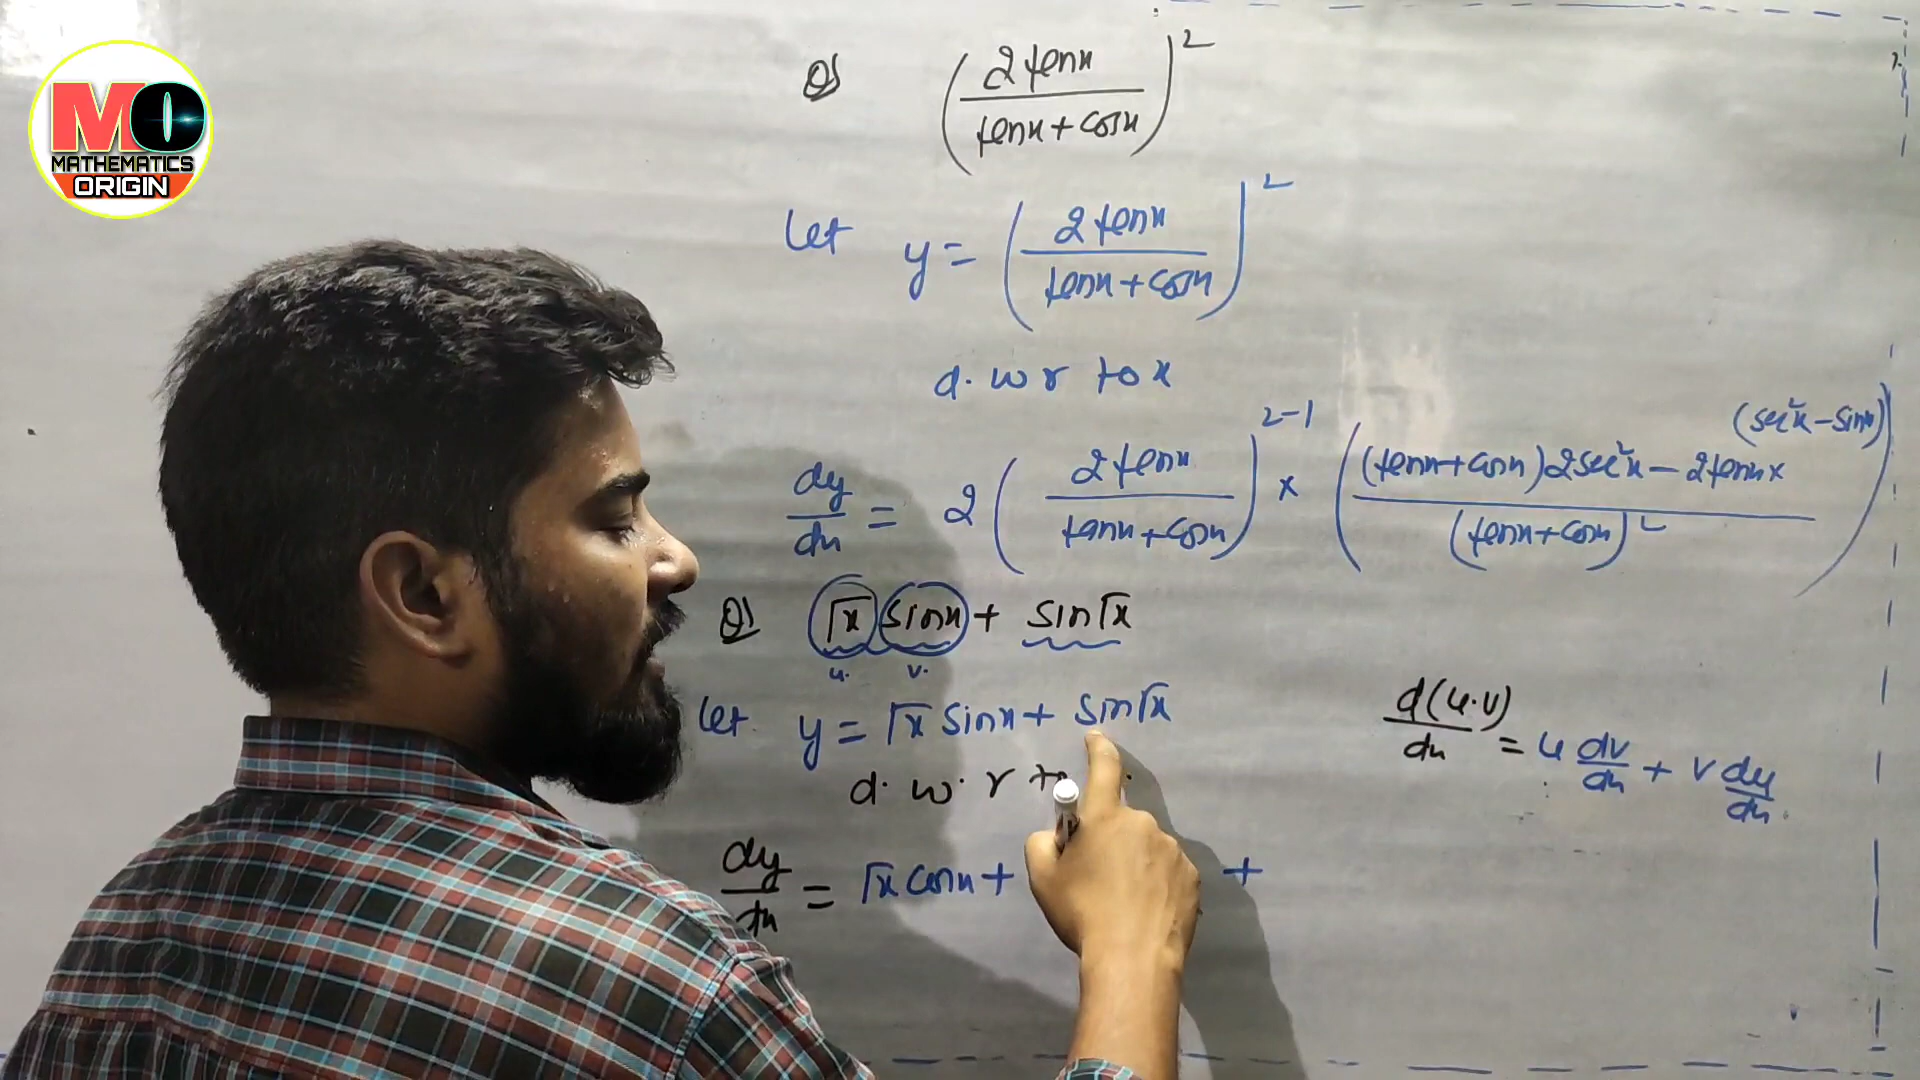 MO
MATHEMATICS
ORIGIN
Q) (2 tanx / tanx + cosx)²
Let y = (2 tanx / tanx + cosx)²
d. w r to x
dy/dx = 2 (2 tanx / tanx + cosx)²⁻¹ × ((tanx + cosx) 2sec²x - 2tanx x (sec²x - sinx) / (tanx + cosx)²)
Q) √x sinx + sin√x
u. v.
Let y = √x sinx + sin√x
d(u.v)/dx = u dv/dx + v dy/dx
d. w. r to
dy/dx = √x cosx + +